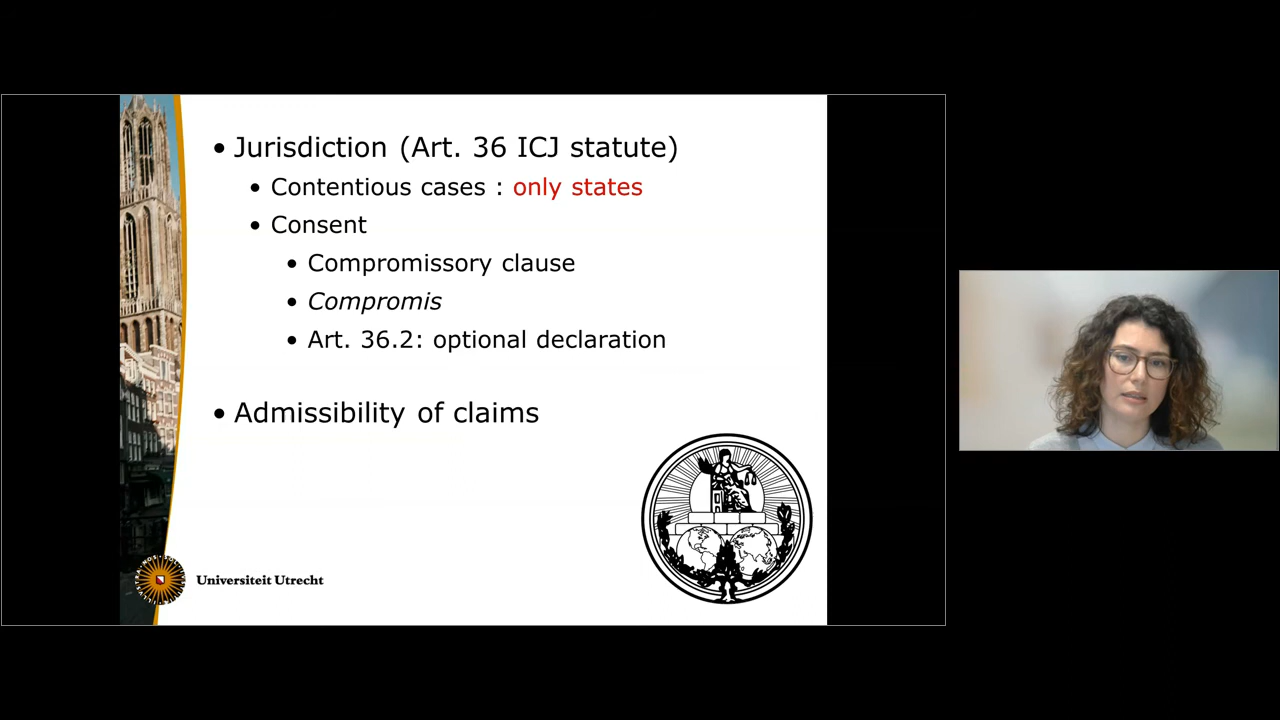 Jurisdiction (Art. 36 ICJ statute)
Contentious cases : only states
Consent
Compromissory clause
Compromis
Art. 36.2: optional declaration
Admissibility of claims
Universiteit Utrecht